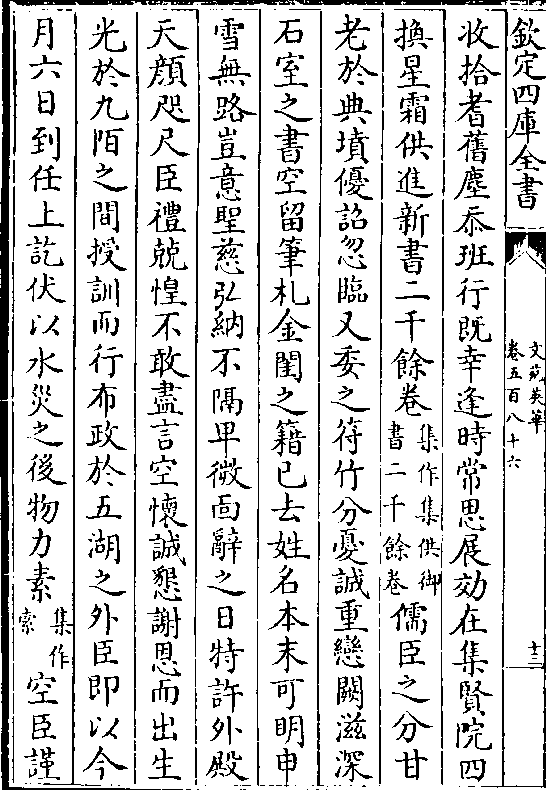 欽定四庫全書
文苑英華
卷五百八十六
十三
收拾耆舊塵忝班行既幸逢時常思展効在集賢院四
換星霜供進新書二千餘卷集作集供御書二千餘卷儒臣之分甘
老於典墳優詔忽臨又委之符竹分憂誠重戀闕滋深
石室之書空留筆札金閨之籍已去姓名本末可明申
雪無路豈意聖慈弘納不隔卑微面辭之日特許外殿
天顔咫尺臣禮兢惶不敢盡言空懷誠懇謝恩而出生
光於九陌之間授訓而行布政於五湖之外臣即以今
月六日到任上訖伏以水災之後物力素集作索空臣謹